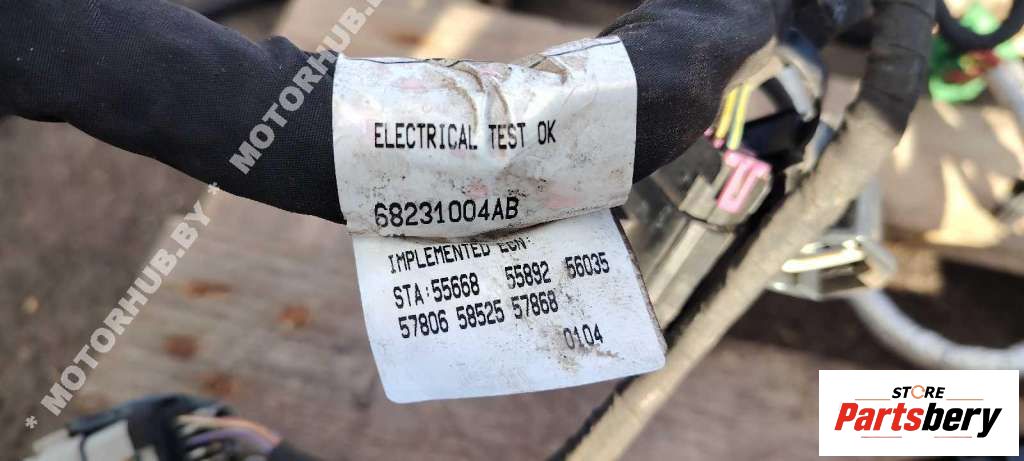 ELECTRICAL TEST OK
68231004AB
IMPLEMENTED ECN:
STA:55668 55892 56035
57806 58525 57868
0104
* MOTORHUB.BY * MOTORHUB.BY
STORE
Partsbery